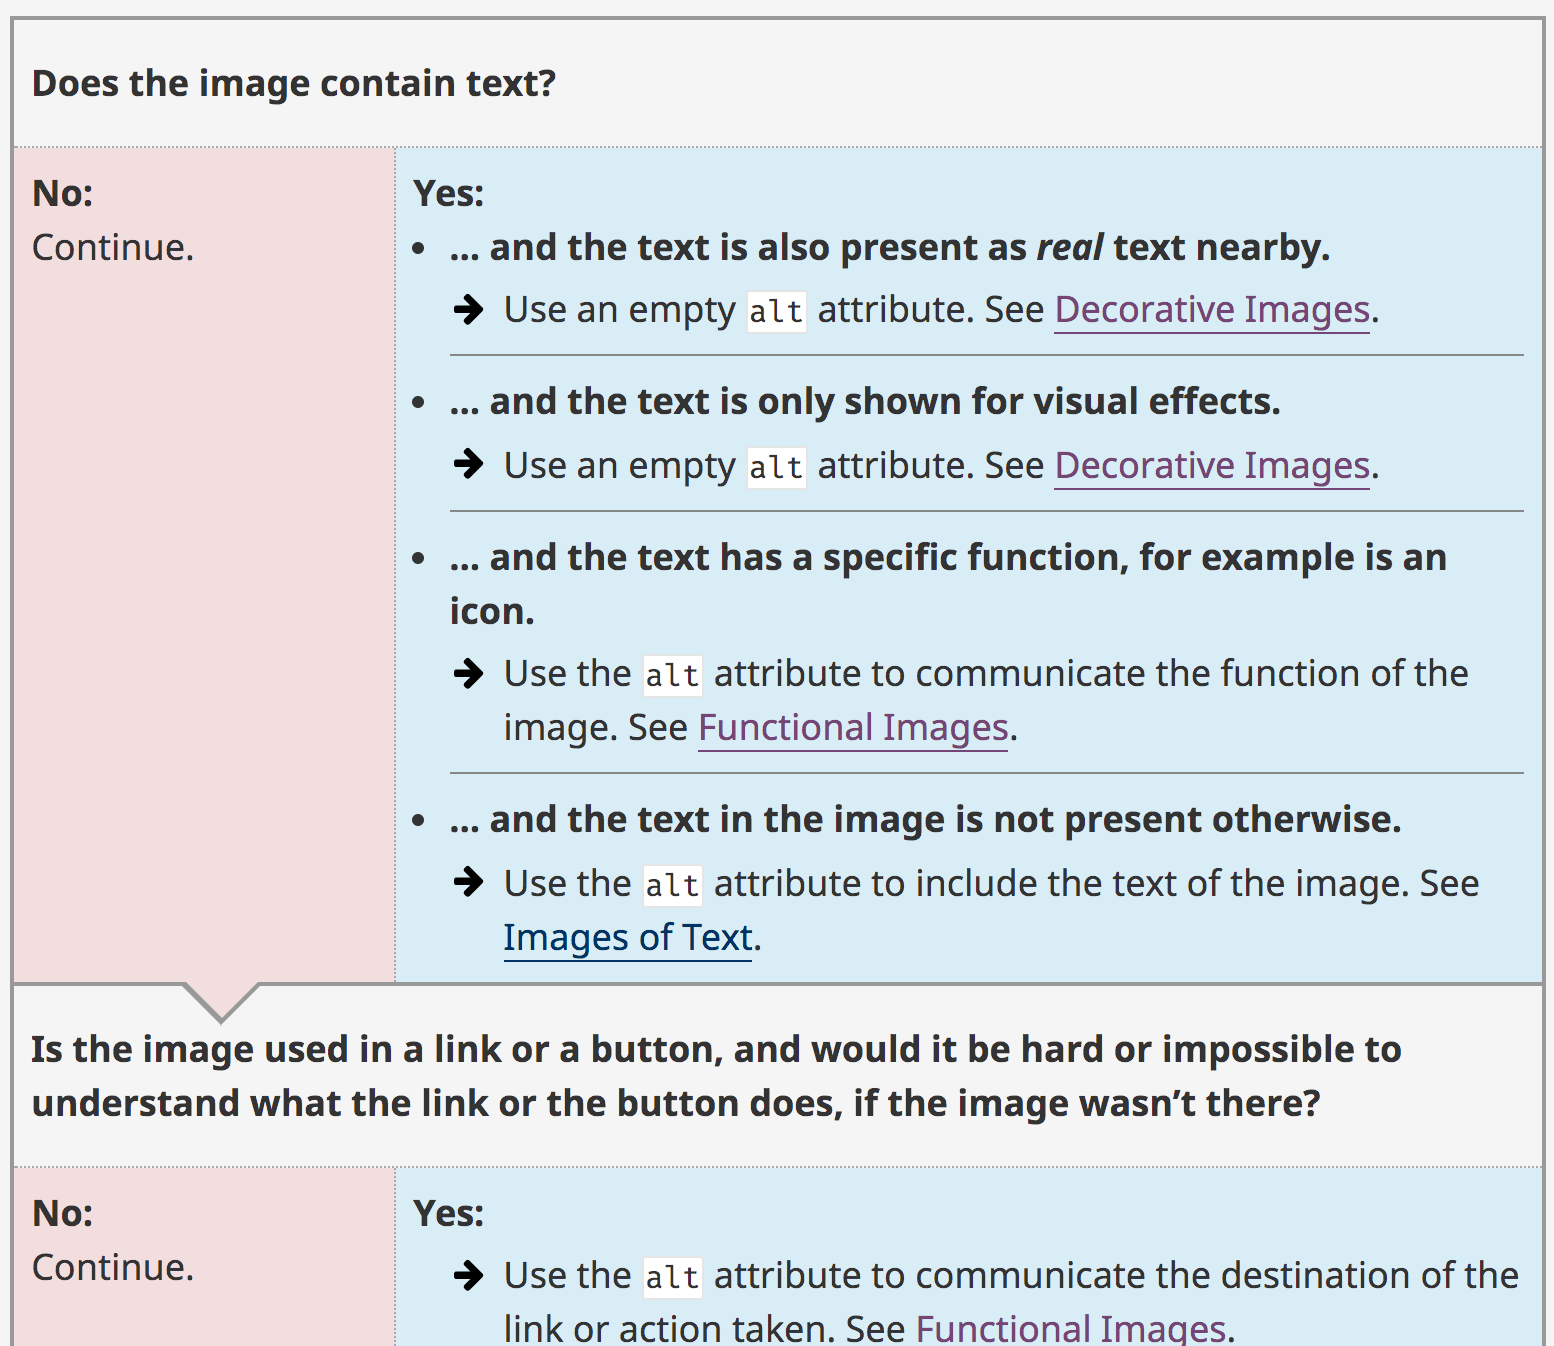 Does the image contain text?
No:
Continue.
Yes:
• ... and the text is also present as real text nearby.
➔ Use an empty alt attribute. See Decorative Images.
• ... and the text is only shown for visual effects.
➔ Use an empty alt attribute. See Decorative Images.
• ... and the text has a specific function, for example is an
icon.
➔ Use the alt attribute to communicate the function of the
image. See Functional Images.
• ... and the text in the image is not present otherwise.
➔ Use the alt attribute to include the text of the image. See
Images of Text.
Is the image used in a link or a button, and would it be hard or impossible to
understand what the link or the button does, if the image wasn’t there?
No:
Continue.
Yes:
➔ Use the alt attribute to communicate the destination of the
link or action taken. See Functional Images.